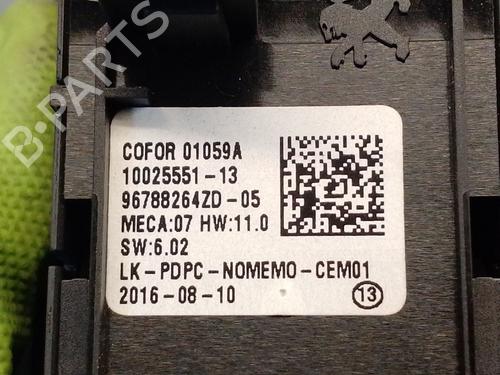 B-PARTS
COFOR 01059A
10025551-13
96788264ZD-05
MECA:07 HW:11.0
SW:6.02
LK-PDPC-NOMEMO-CEM01
2016-08-10
13